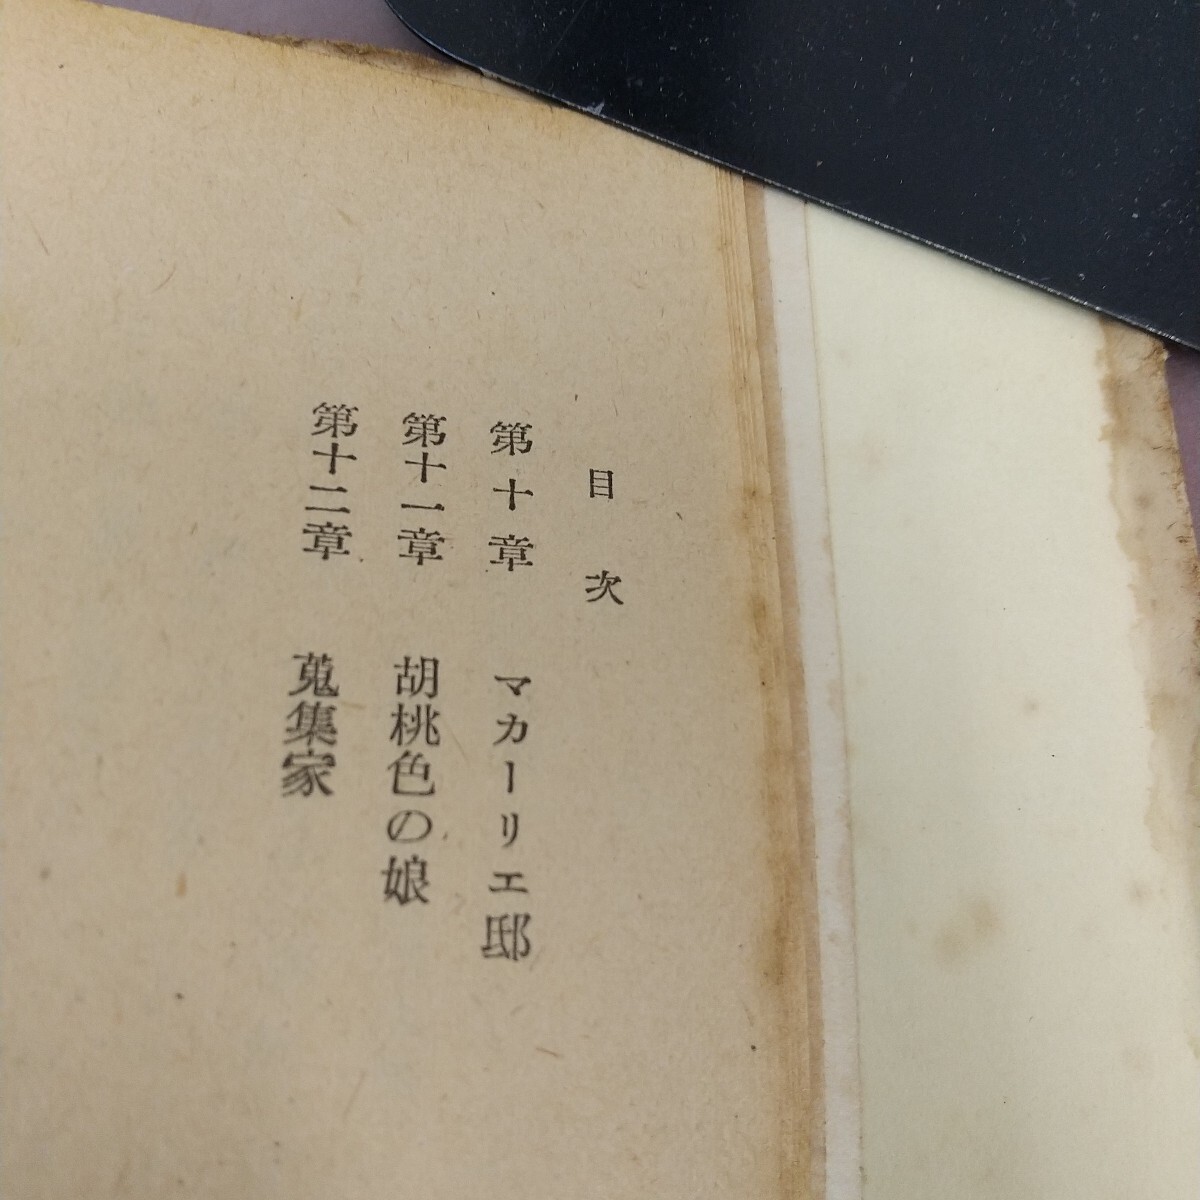 目次
第十章 マカーリエ邸
第十一章 胡桃色の娘
第十二章 蒐集家